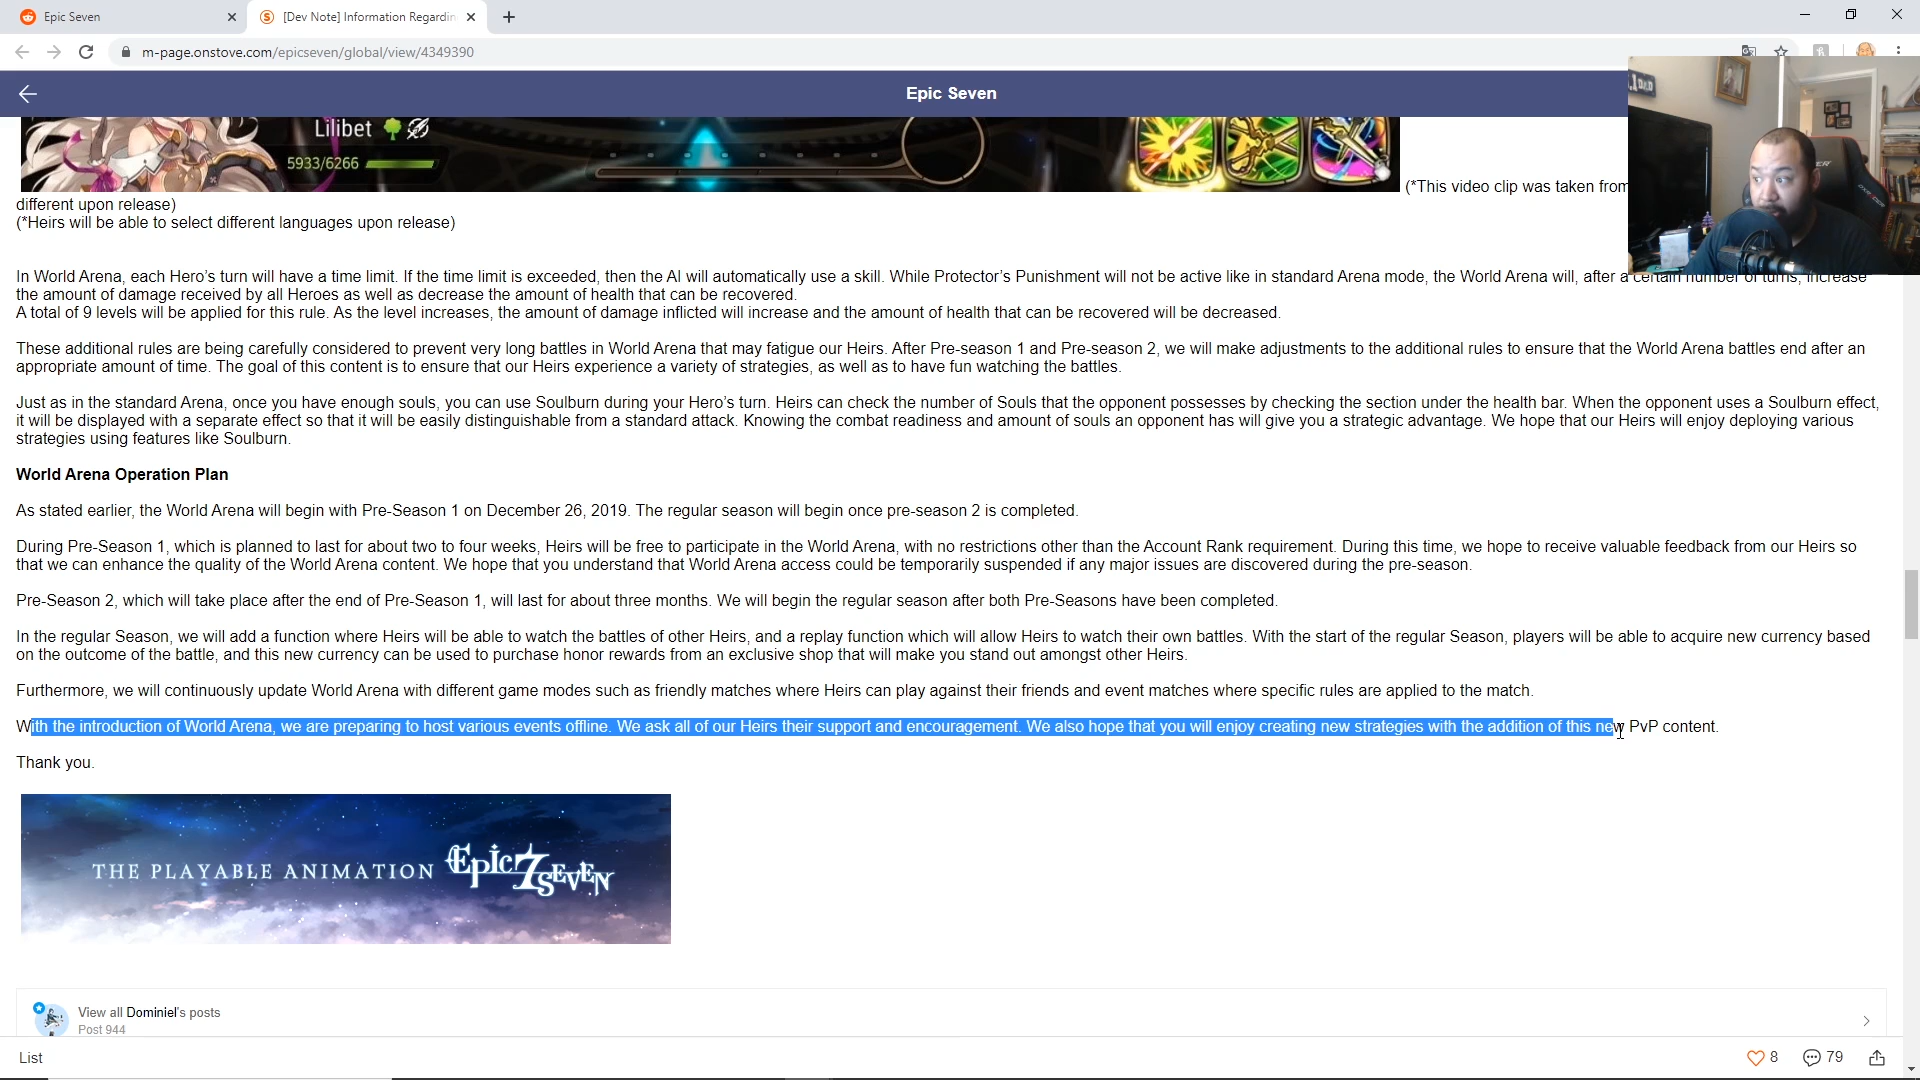 Epic Seven
[Dev Note] Information Regardin
m-page.onstove.com/epicseven/global/view/4349390
Epic Seven
Lilibet
5933/6266
(*This video clip was taken from
different upon release)
(*Heirs will be able to select different languages upon release)
In World Arena, each Hero's turn will have a time limit. If the time limit is exceeded, then the AI will automatically use a skill. While Protector's Punishment will not be active like in standard Arena mode, the World Arena will, after a certain number of turns, increase
the amount of damage received by all Heroes as well as decrease the amount of health that can be recovered.
A total of 9 levels will be applied for this rule. As the level increases, the amount of damage inflicted will increase and the amount of health that can be recovered will be decreased.
These additional rules are being carefully considered to prevent very long battles in World Arena that may fatigue our Heirs. After Pre-season 1 and Pre-season 2, we will make adjustments to the additional rules to ensure that the World Arena battles end after an
appropriate amount of time. The goal of this content is to ensure that our Heirs experience a variety of strategies, as well as to have fun watching the battles.
Just as in the standard Arena, once you have enough souls, you can use Soulburn during your Hero's turn. Heirs can check the number of Souls that the opponent possesses by checking the section under the health bar. When the opponent uses a Soulburn effect,
it will be displayed with a separate effect so that it will be easily distinguishable from a standard attack. Knowing the combat readiness and amount of souls an opponent has will give you a strategic advantage. We hope that our Heirs will enjoy deploying various
strategies using features like Soulburn.
World Arena Operation Plan
As stated earlier, the World Arena will begin with Pre-Season 1 on December 26, 2019. The regular season will begin once pre-season 2 is completed.
During Pre-Season 1, which is planned to last for about two to four weeks, Heirs will be free to participate in the World Arena, with no restrictions other than the Account Rank requirement. During this time, we hope to receive valuable feedback from our Heirs so
that we can enhance the quality of the World Arena content. We hope that you understand that World Arena access could be temporarily suspended if any major issues are discovered during the pre-season.
Pre-Season 2, which will take place after the end of Pre-Season 1, will last for about three months. We will begin the regular season after both Pre-Seasons have been completed.
In the regular Season, we will add a function where Heirs will be able to watch the battles of other Heirs, and a replay function which will allow Heirs to watch their own battles. With the start of the regular Season, players will be able to acquire new currency based
on the outcome of the battle, and this new currency can be used to purchase honor rewards from an exclusive shop that will make you stand out amongst other Heirs.
Furthermore, we will continuously update World Arena with different game modes such as friendly matches where Heirs can play against their friends and event matches where specific rules are applied to the match.
With the introduction of World Arena, we are preparing to host various events offline. We ask all of our Heirs their support and encouragement. We also hope that you will enjoy creating new strategies with the addition of this new PvP content.
Thank you.
THE PLAYABLE ANIMATION Epic Seven
View all Dominiel's posts
Post 944
List
8
79